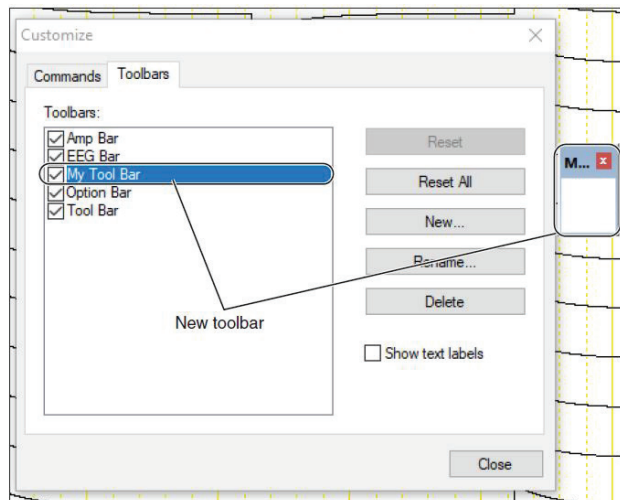 Customize
Commands
Toolbars
Toolbars:
Amp Bar
EEG Bar
My Tool Bar
Option Bar
Tool Bar
Reset
Reset All
New...
Rename...
Delete
Show text labels
Close
New toolbar
M...